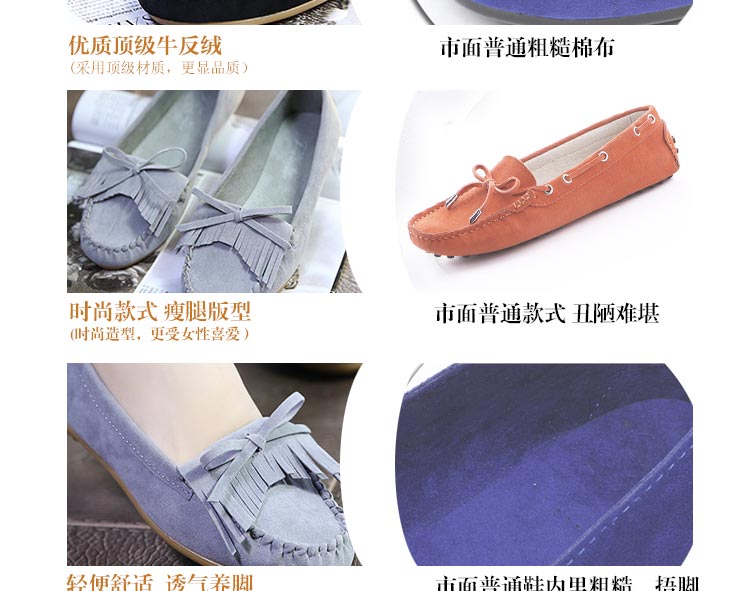 优质顶级牛反绒
(采用顶级材质，更显品质)
市面普通粗糙棉布
时尚款式 瘦腿版型
(时尚造型，更受女性喜爱)
市面普通款式 丑陋难堪
轻便舒适 透气养脚
市面普通鞋内里粗糙 捂脚